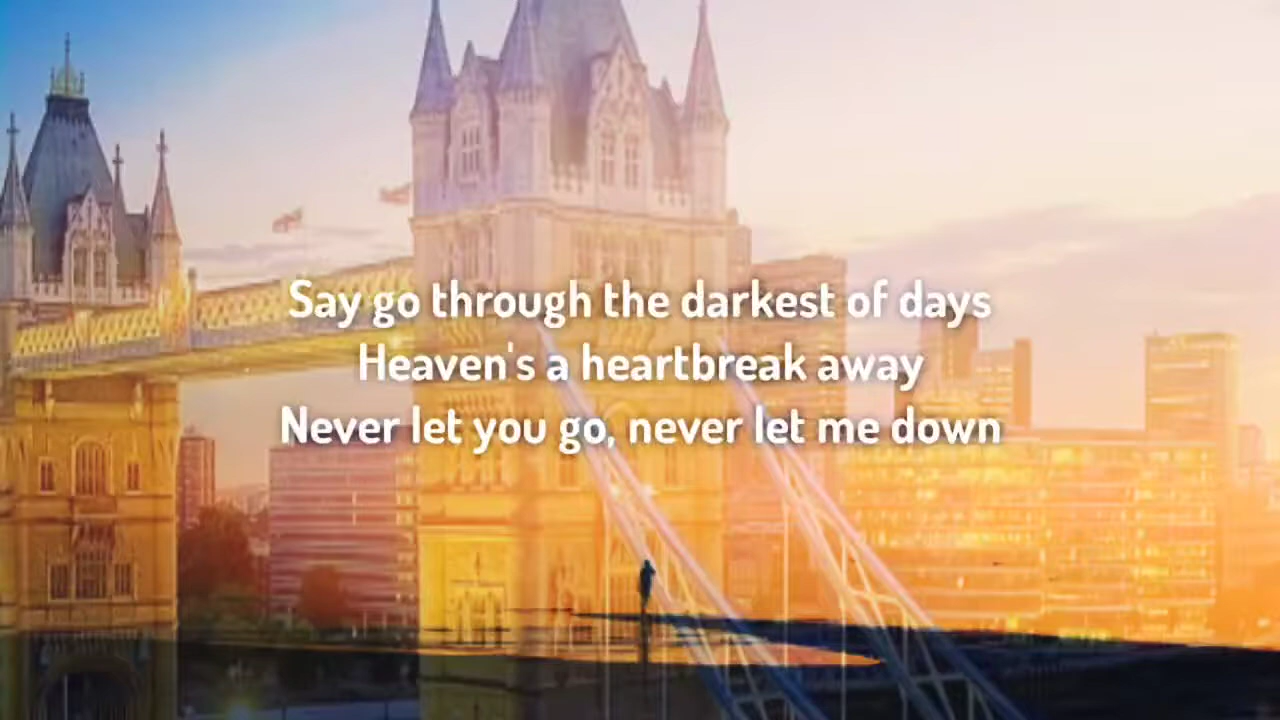 Say go through the darkest of days
Heaven's a heartbreak away
Never let you go, never let me down